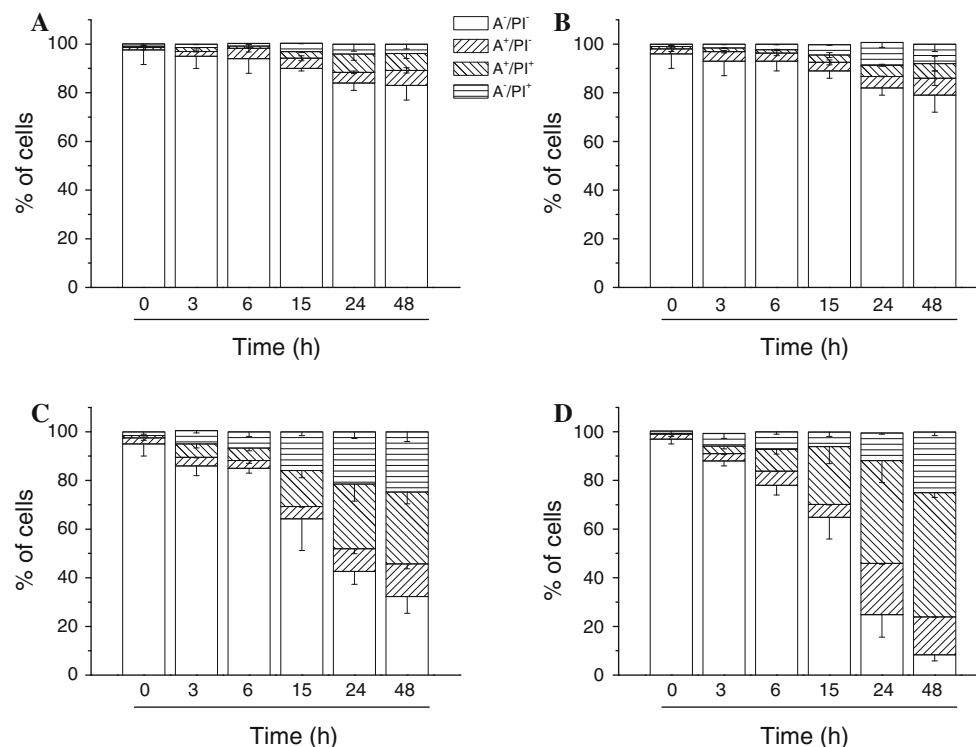 A
B
A⁻/PI⁻
A⁺/PI⁻
A⁺/PI⁺
A⁻/PI⁺
% of cells
100
80
60
40
20
0
0 3 6 15 24 48
Time (h)
% of cells
100
80
60
40
20
0
0 3 6 15 24 48
Time (h)
C
D
% of cells
100
80
60
40
20
0
0 3 6 15 24 48
Time (h)
% of cells
100
80
60
40
20
0
0 3 6 15 24 48
Time (h)